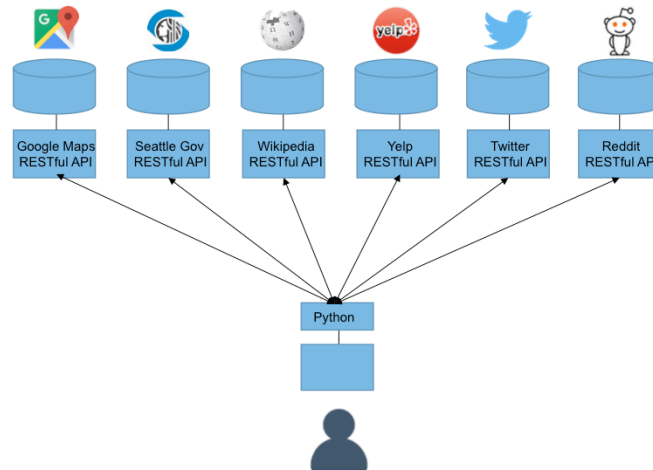 G
yelp
Google Maps
RESTful API
Seattle Gov
RESTful API
Wikipedia
RESTful API
Yelp
RESTful API
Twitter
RESTful API
Reddit
RESTful API
Python